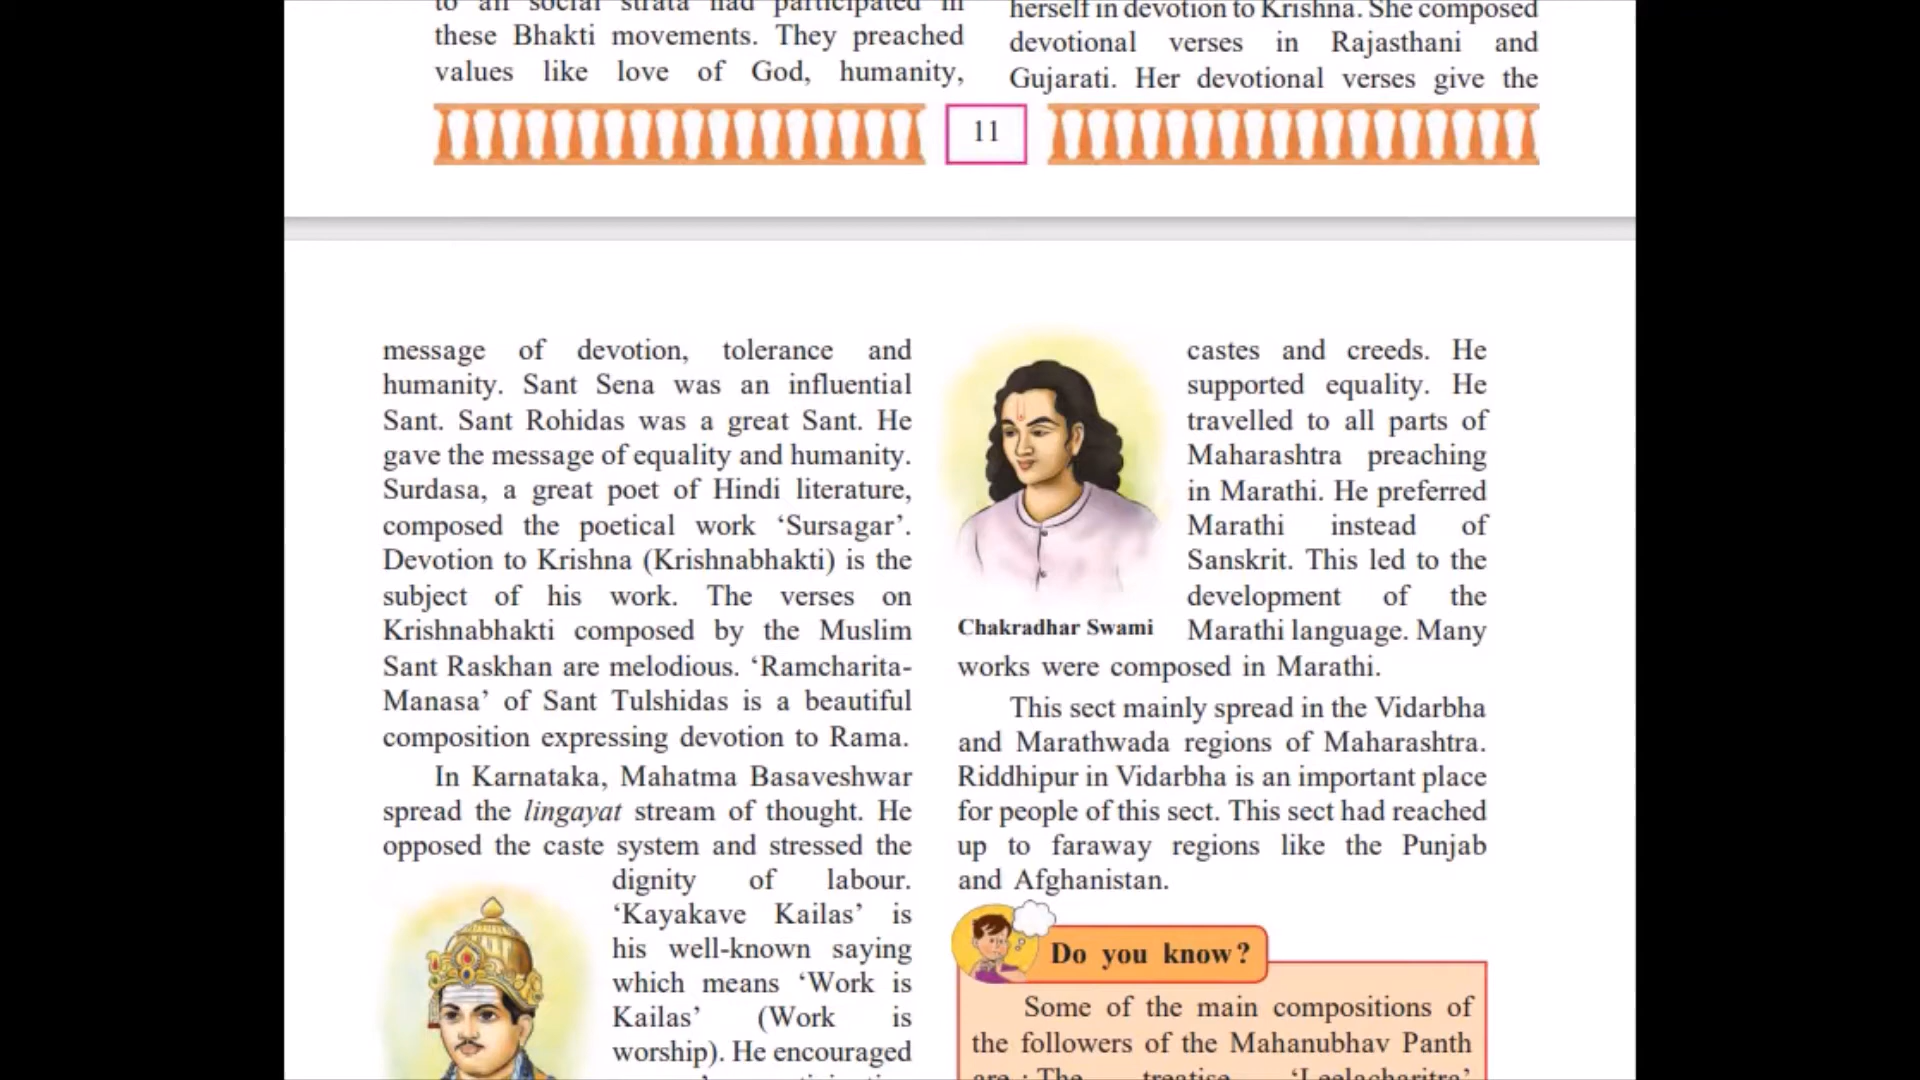 to all social strata had participated in
these Bhakti movements. They preached
values like love of God, humanity,
herself in devotion to Krishna. She composed
devotional verses in Rajasthani and
Gujarati. Her devotional verses give the
11
message of devotion, tolerance and
humanity. Sant Sena was an influential
Sant. Sant Rohidas was a great Sant. He
gave the message of equality and humanity.
Surdasa, a great poet of Hindi literature,
composed the poetical work ‘Sursagar’.
Devotion to Krishna (Krishnabhakti) is the
subject of his work. The verses on
Krishnabhakti composed by the Muslim
Sant Raskhan are melodious. ‘Ramcharita-
Manasa’ of Sant Tulshidas is a beautiful
composition expressing devotion to Rama.
In Karnataka, Mahatma Basaveshwar
spread the lingayat stream of thought. He
opposed the caste system and stressed the
dignity of labour.
‘Kayakave Kailas’ is
his well-known saying
which means ‘Work is
Kailas’ (Work is
worship). He encouraged
castes and creeds. He
supported equality. He
travelled to all parts of
Maharashtra preaching
in Marathi. He preferred
Marathi instead of
Sanskrit. This led to the
development of the
Chakradhar Swami
Marathi language. Many
works were composed in Marathi.
This sect mainly spread in the Vidarbha
and Marathwada regions of Maharashtra.
Riddhipur in Vidarbha is an important place
for people of this sect. This sect had reached
up to faraway regions like the Punjab
and Afghanistan.
Do you know?
Some of the main compositions of
the followers of the Mahanubhav Panth
are : The treatise ‘Leelacharitra’